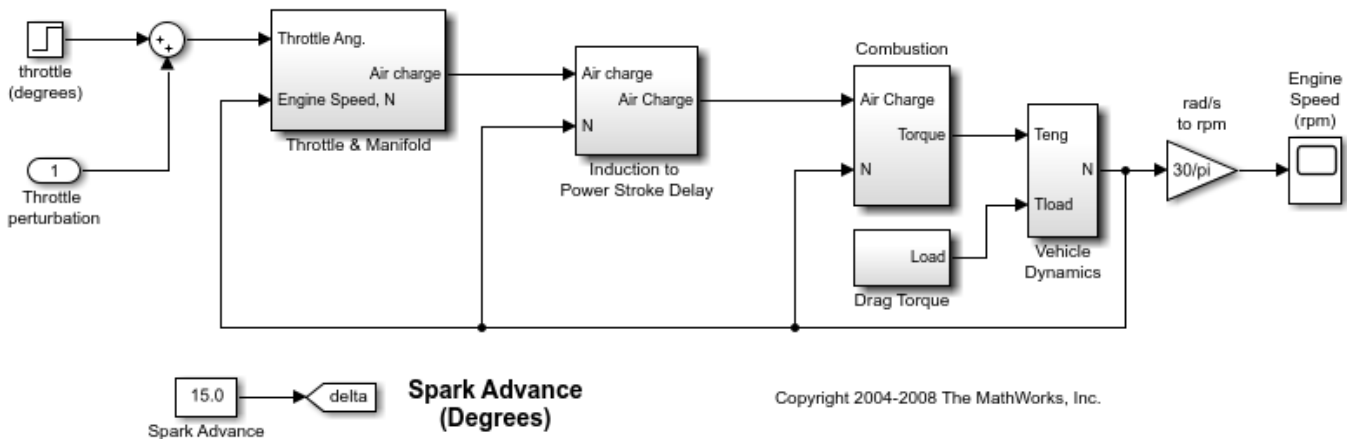 throttle
(degrees)
+
+
1
Throttle
perturbation
Throttle Ang.
Air charge
Engine Speed, N
Throttle & Manifold
Air charge
Air Charge
N
Induction to
Power Stroke Delay
Combustion
Air Charge
Torque
N
Load
Drag Torque
Teng
N
Tload
Vehicle
Dynamics
rad/s
to rpm
30/pi
Engine
Speed
(rpm)
15.0
Spark Advance
delta
Spark Advance
(Degrees)
Copyright 2004-2008 The MathWorks, Inc.